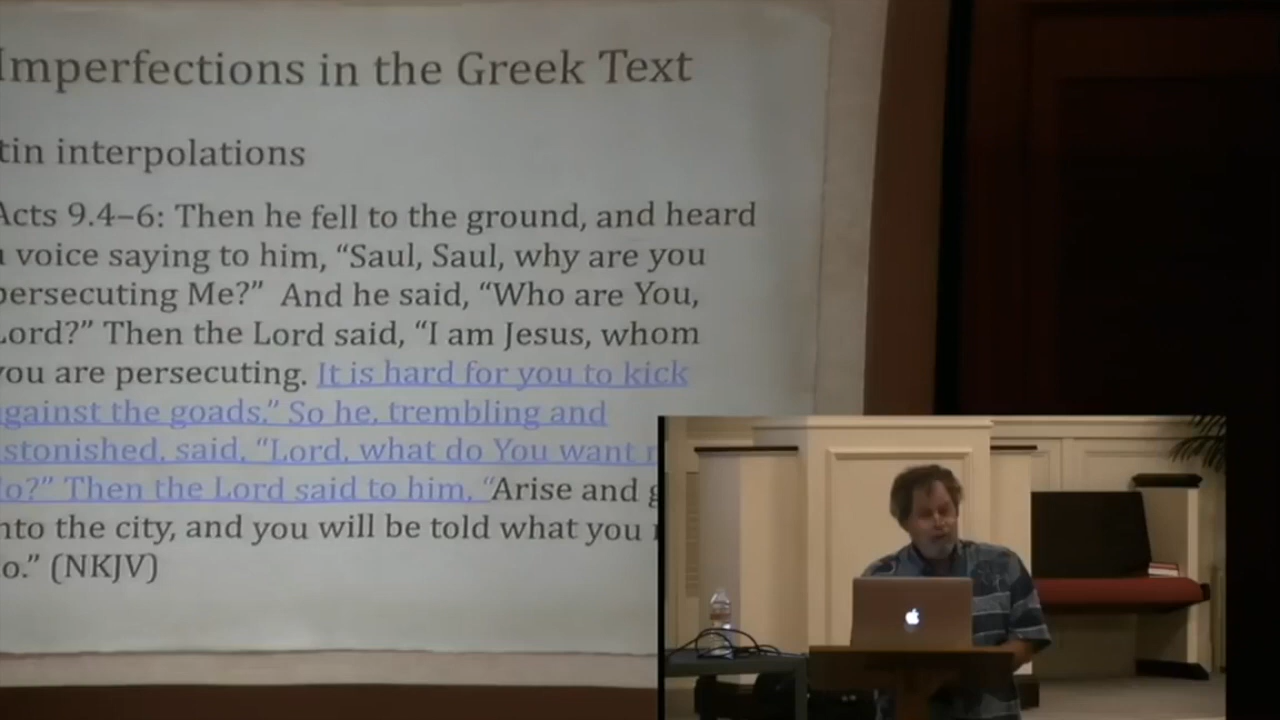 Imperfections in the Greek Text
tin interpolations
Acts 9.4–6: Then he fell to the ground, and heard
voice saying to him, “Saul, Saul, why are you
persecuting Me?” And he said, “Who are You,
Lord?” Then the Lord said, “I am Jesus, whom
you are persecuting. It is hard for you to kick
against the goads.” So he, trembling and
astonished, said, “Lord, what do You want
do?” Then the Lord said to him, “Arise and
into the city, and you will be told what you
do.” (NKJV)